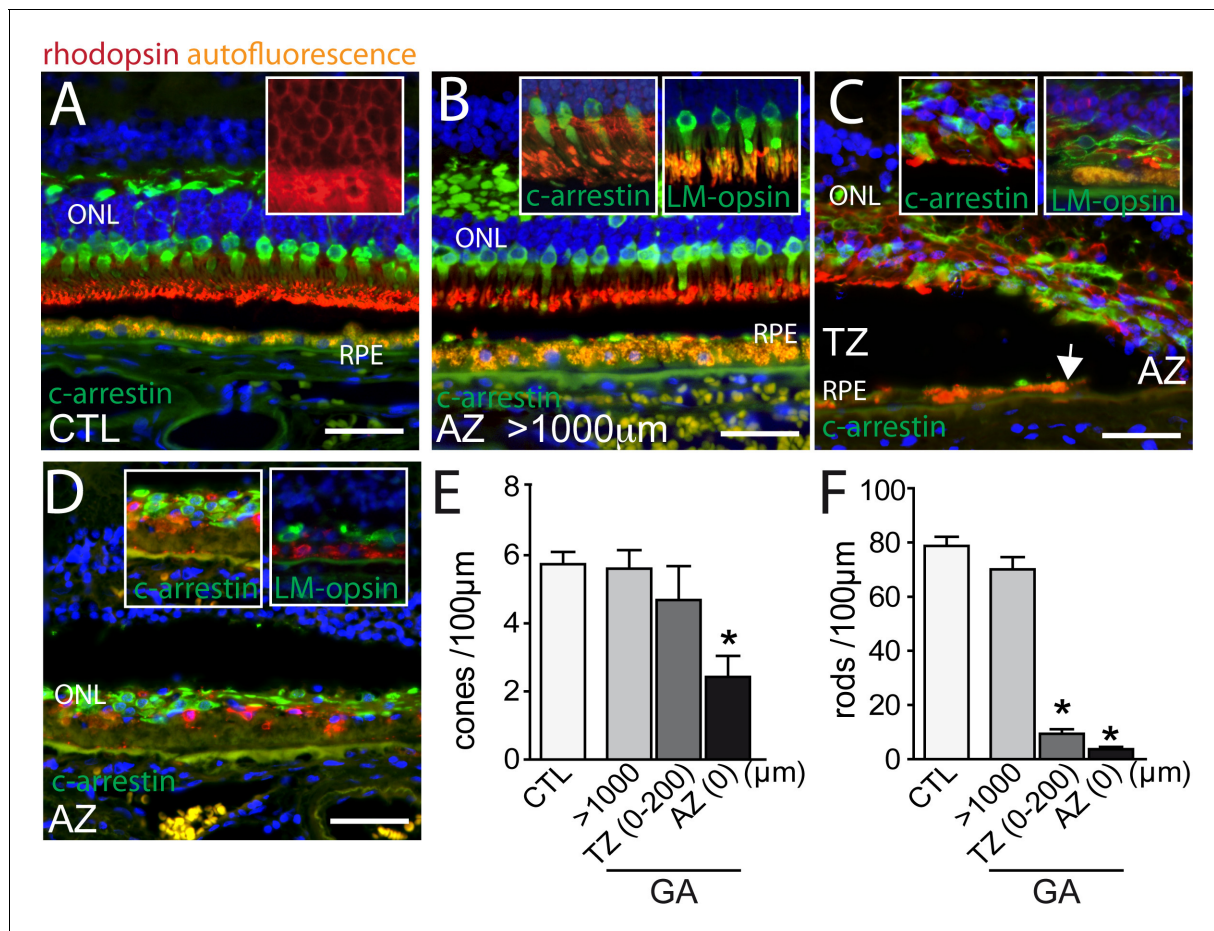 rhodopsin autofluorescence
A
ONL
RPE
c-arrestin
CTL
B
c-arrestin
LM-opsin
ONL
RPE
c-arrestin
AZ >1000μm
C
c-arrestin
LM-opsin
ONL
TZ
AZ
RPE
c-arrestin
D
c-arrestin
LM-opsin
ONL
c-arrestin
AZ
E
cones /100μm
8
6
4
2
0
*
CTL
>1000
TZ (0-200)
AZ (0) (μm)
GA
F
rods /100μm
100
80
60
40
20
0
*
*
CTL
>1000
TZ (0-200)
AZ (0) (μm)
GA